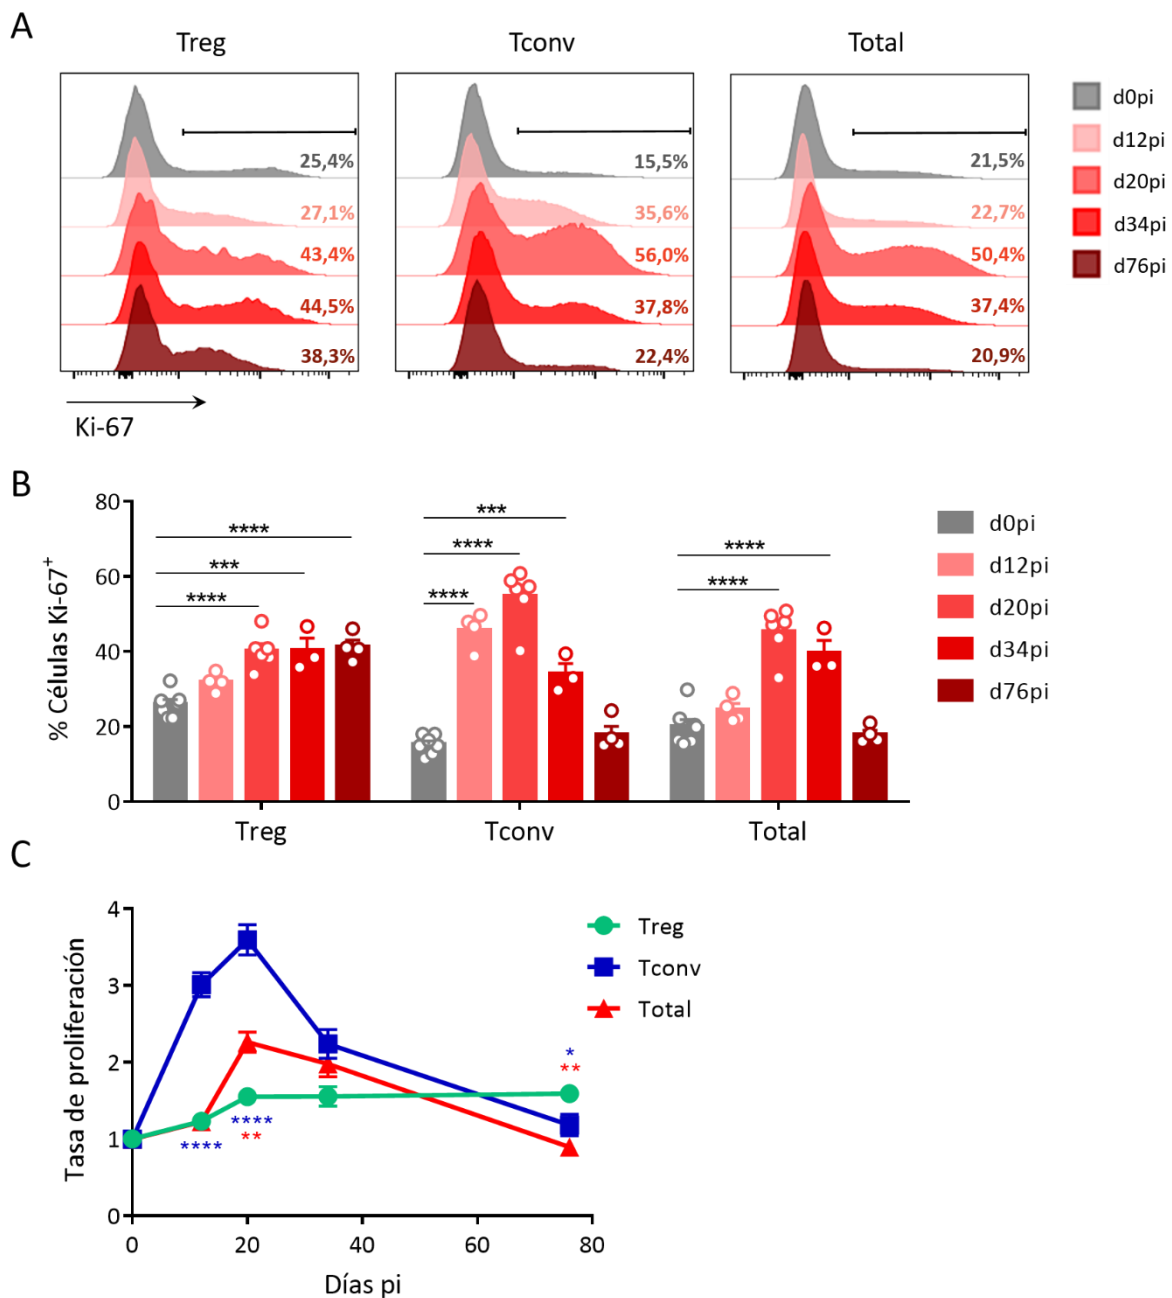 A
Treg
Tconv
Total
25,4%
27,1%
43,4%
44,5%
38,3%
15,5%
35,6%
56,0%
37,8%
22,4%
21,5%
22,7%
50,4%
37,4%
20,9%
d0pi
d12pi
d20pi
d34pi
d76pi
Ki-67
B
% Células Ki-67+
80
60
40
20
0
****
***
****
***
****
****
****
****
Treg
Tconv
Total
d0pi
d12pi
d20pi
d34pi
d76pi
C
Tasa de proliferación
4
3
2
1
0
****
****
**
*
**
0
20
40
60
80
Días pi
Treg
Tconv
Total